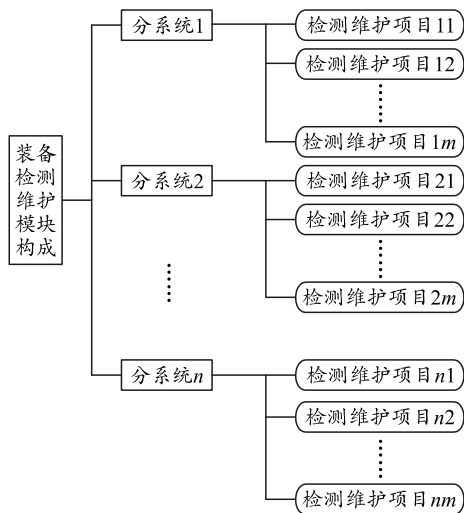 装备
检测
维护
模块
构成
分系统1
检测维护项目11
检测维护项目12
检测维护项目1m
分系统2
检测维护项目21
检测维护项目22
检测维护项目2m
分系统n
检测维护项目n1
检测维护项目n2
检测维护项目nm